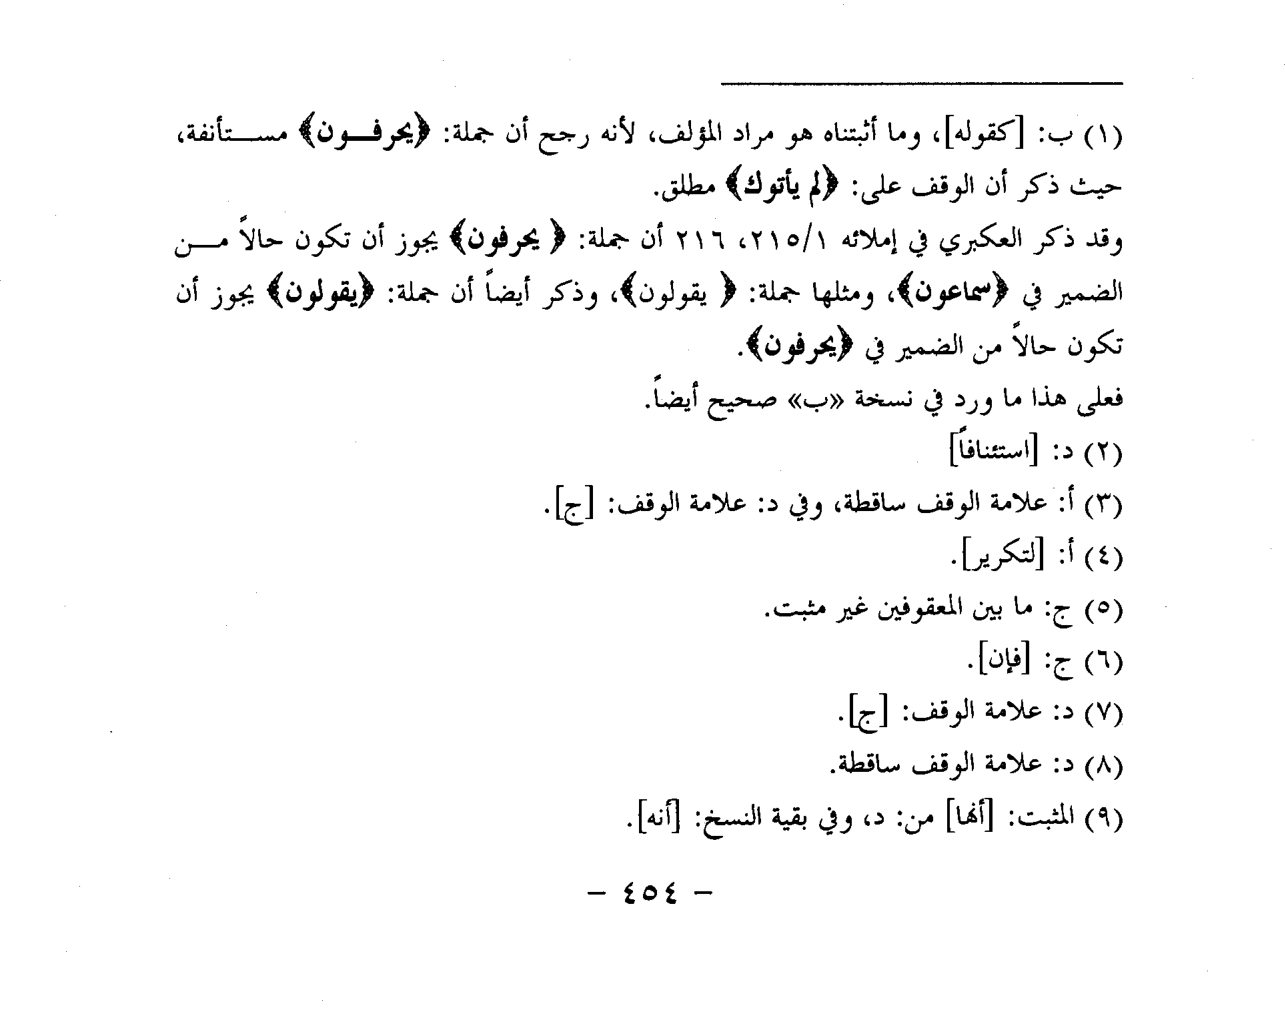 (١) ب: [كقوله]، وما أثبتناه هو مراد المؤلف، لأنه رجح أن جملة: ﴿يحرفون﴾ مستأنفة،
حيث ذكر أن الوقف على: ﴿لم يأتوك﴾ مطلق.
وقد ذكر العكبري في إملائه ٢١٥/١، ٢١٦ أن جملة: ﴿ يحرفون﴾ يجوز أن تكون حالاً من
الضمير في ﴿سماعون﴾، ومثلها جملة: ﴿ يقولون﴾، وذكر أيضاً أن جملة: ﴿يقولون﴾ يجوز أن
تكون حالاً من الضمير في ﴿يحرفون﴾.
فعلى هذا ما ورد في نسخة «ب» صحيح أيضاً.
(٢) د: [استئنافاً]
(٣) أ: علامة الوقف ساقطة، وفي د: علامة الوقف: [ج].
(٤) أ: [لتكرير].
(٥) ج: ما بين المعقوفين غير مثبت.
(٦) ج: [فإن].
(٧) د: علامة الوقف: [ج].
(٨) د: علامة الوقف ساقطة.
(٩) المثبت: [أنها] من: د، وفي بقية النسخ: [أنه].
- ٤٥٤ -